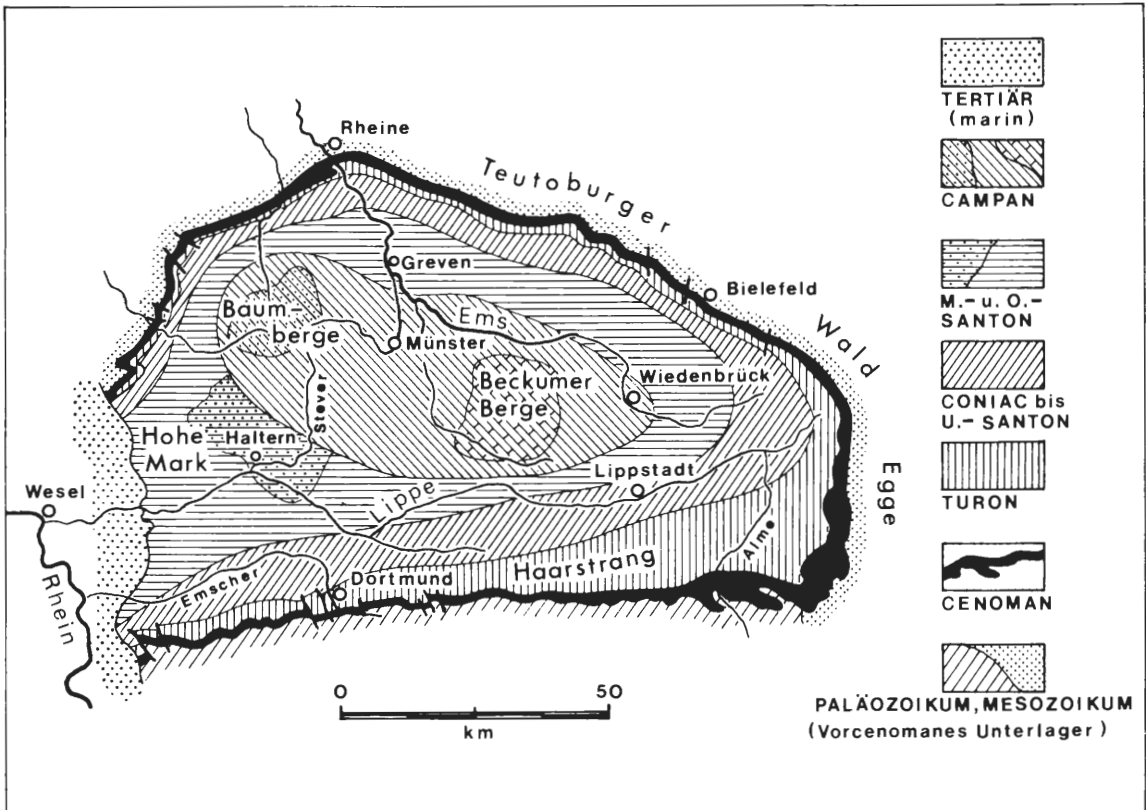 Rheine
Teutoburger
Wald
Greven
Bielefeld
Baum-
berge
Ems
Münster
Beckumer
Berge
Wiedenbrück
Stever
Hohe
Mark
Haltern
Lippstadt
Lippe
Egge
Wesel
Alme
Haarstrang
Emscher
Dortmund
Rhein
0 50
km
TERTIÄR
(marin)
CAMPAN
M.- u. O.-
SANTON
CONIAC bis
U.- SANTON
TURON
CENOMAN
PALÄOZOIKUM, MESOZOIKUM
(Vorcenomanes Unterlager)